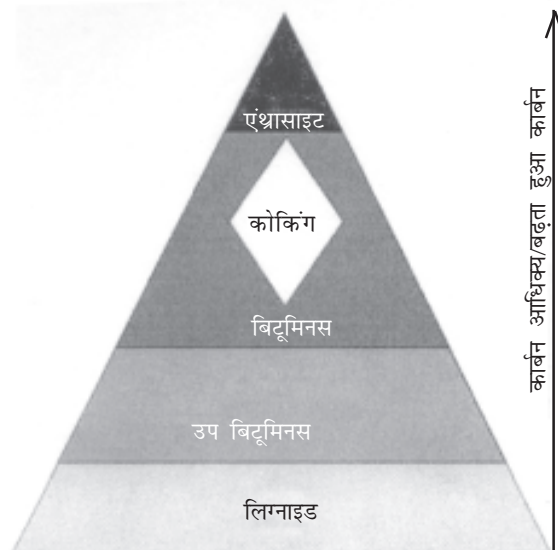 एंथ्रासाइट
कोकिंग
बिटूमिनस
उप बिटूमिनस
लिग्नाइड
कार्बन आधिक्य/बढ़ता हुआ कार्बन